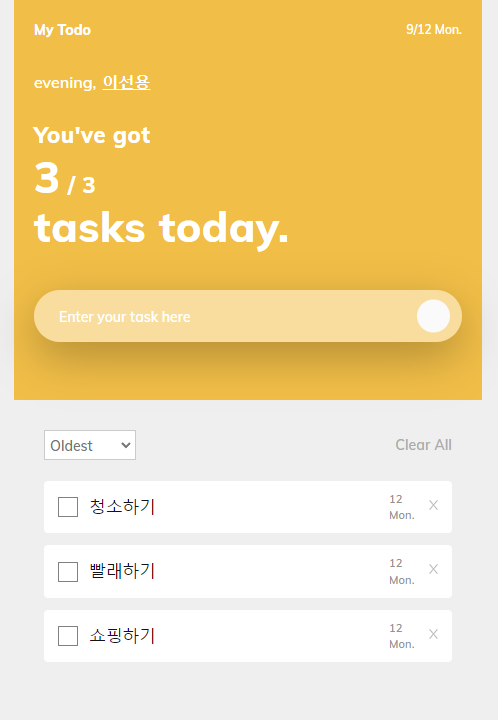 My Todo
9/12 Mon.
evening, 이선용
You've got
3 / 3
tasks today.
Enter your task here
Oldest
Clear All
청소하기
12
Mon.
X
빨래하기
12
Mon.
X
쇼핑하기
12
Mon.
X